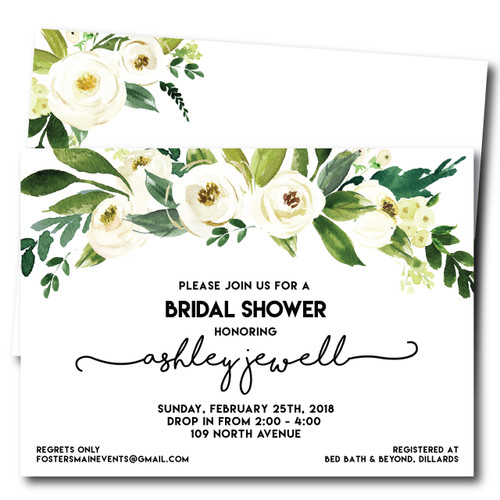 PLEASE JOIN US FOR A
BRIDAL SHOWER
HONORING
ashley jewell
SUNDAY, FEBRUARY 25TH, 2018
DROP IN FROM 2:00 - 4:00
109 NORTH AVENUE
REGRETS ONLY
FOSTERSMAINEVENTS@GMAIL.COM
REGISTERED AT
BED BATH & BEYOND, DILLARDS